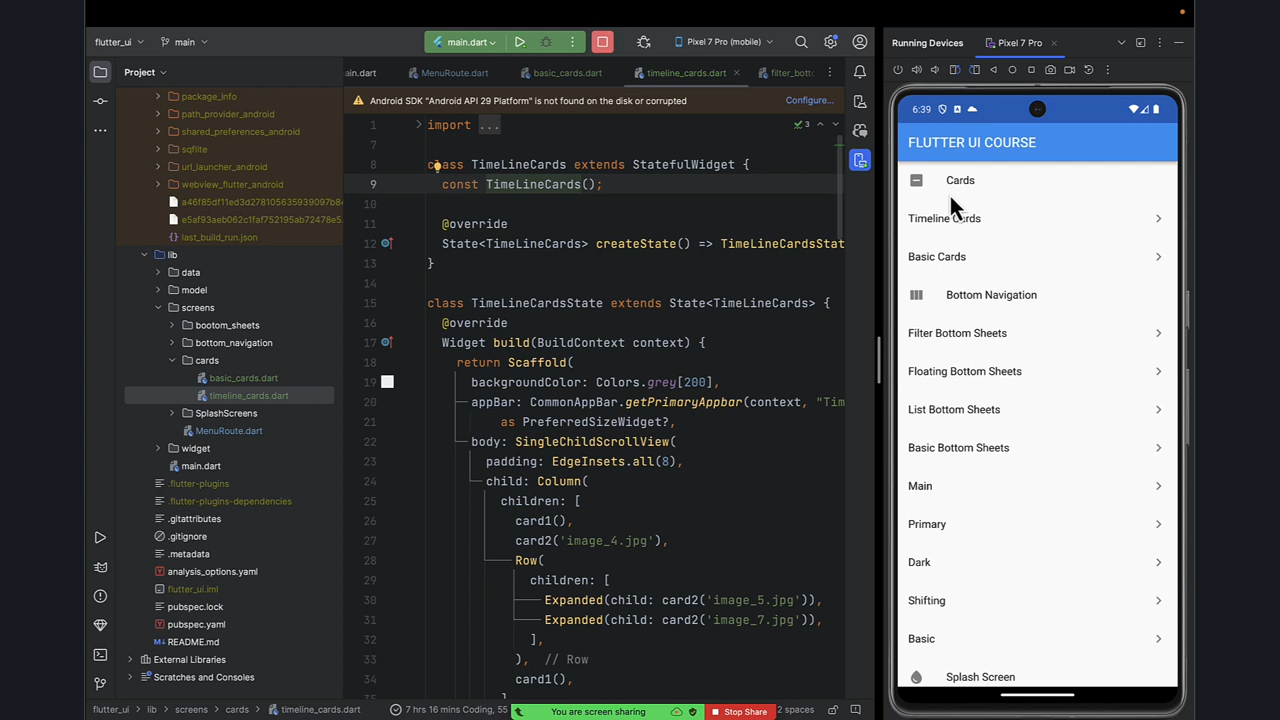 flutter_ui
main
main.dart
Pixel 7 Pro (mobile)
Running Devices
Pixel 7 Pro
Project
ain.dart
MenuRoute.dart
basic_cards.dart
timeline_cards.dart
filter_bott
Android SDK "Android API 29 Platform" is not found on the disk or corrupted
Configure...
package_info
path_provider_android
shared_preferences_android
sqflite
url_launcher_android
webview_flutter_android
a46f85df11ed3d278105635939097b84
e5af93aeb062c1faf752195ab72478e5.
last_build_run.json
lib
data
model
screens
bootom_sheets
bottom_navigation
cards
basic_cards.dart
timeline_cards.dart
SplashScreens
MenuRoute.dart
widget
main.dart
.flutter-plugins
.flutter-plugins-dependencies
.gitattributes
.gitignore
.metadata
analysis_options.yaml
flutter_ui.iml
pubspec.lock
pubspec.yaml
README.md
External Libraries
Scratches and Consoles
1 import ...
3
7
8 class TimeLineCards extends StatefulWidget {
9 const TimeLineCards();
10
11 @override
12 State<TimeLineCards> createState() => TimeLineCardsStat
13 }
14
15 class TimeLineCardsState extends State<TimeLineCards> {
16 @override
17 Widget build(BuildContext context) {
18 return Scaffold(
19 backgroundColor: Colors.grey[200],
20 appBar: CommonAppBar.getPrimaryAppbar(context, "Tim
21 as PreferredSizeWidget?,
22 body: SingleChildScrollView(
23 padding: EdgeInsets.all(8),
24 child: Column(
25 children: [
26 card1(),
27 card2('image_4.jpg'),
28 Row(
29 children: [
30 Expanded(child: card2('image_5.jpg')),
31 Expanded(child: card2('image_7.jpg')),
32 ],
33 ), // Row
34 card1(),
6:39
FLUTTER UI COURSE
Cards
Timeline Cards
Basic Cards
Bottom Navigation
Filter Bottom Sheets
Floating Bottom Sheets
List Bottom Sheets
Basic Bottom Sheets
Main
Primary
Dark
Shifting
Basic
Splash Screen
flutter_ui
lib
screens
cards
timeline_cards.dart
7 hrs 16 mins Coding, 55
You are screen sharing
Stop Share
2 spaces